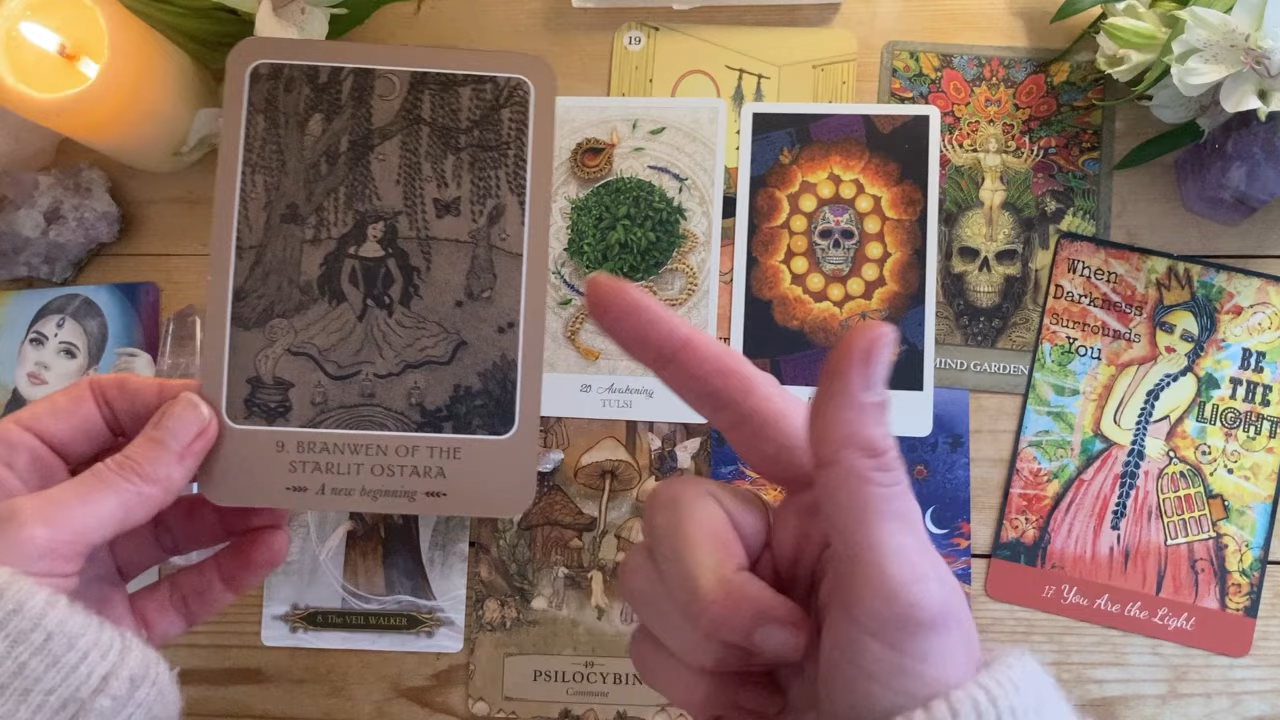 19
9. BRANWEN OF THE
STARLIT OSTARA
A new beginning
20 Awakening
TULSI
MIND GARDEN
When
Darkness
Surrounds
You
BE
THE
LIGHT
17 You Are the Light
8. The VEIL WALKER
49
PSILOCYBIN
Commune